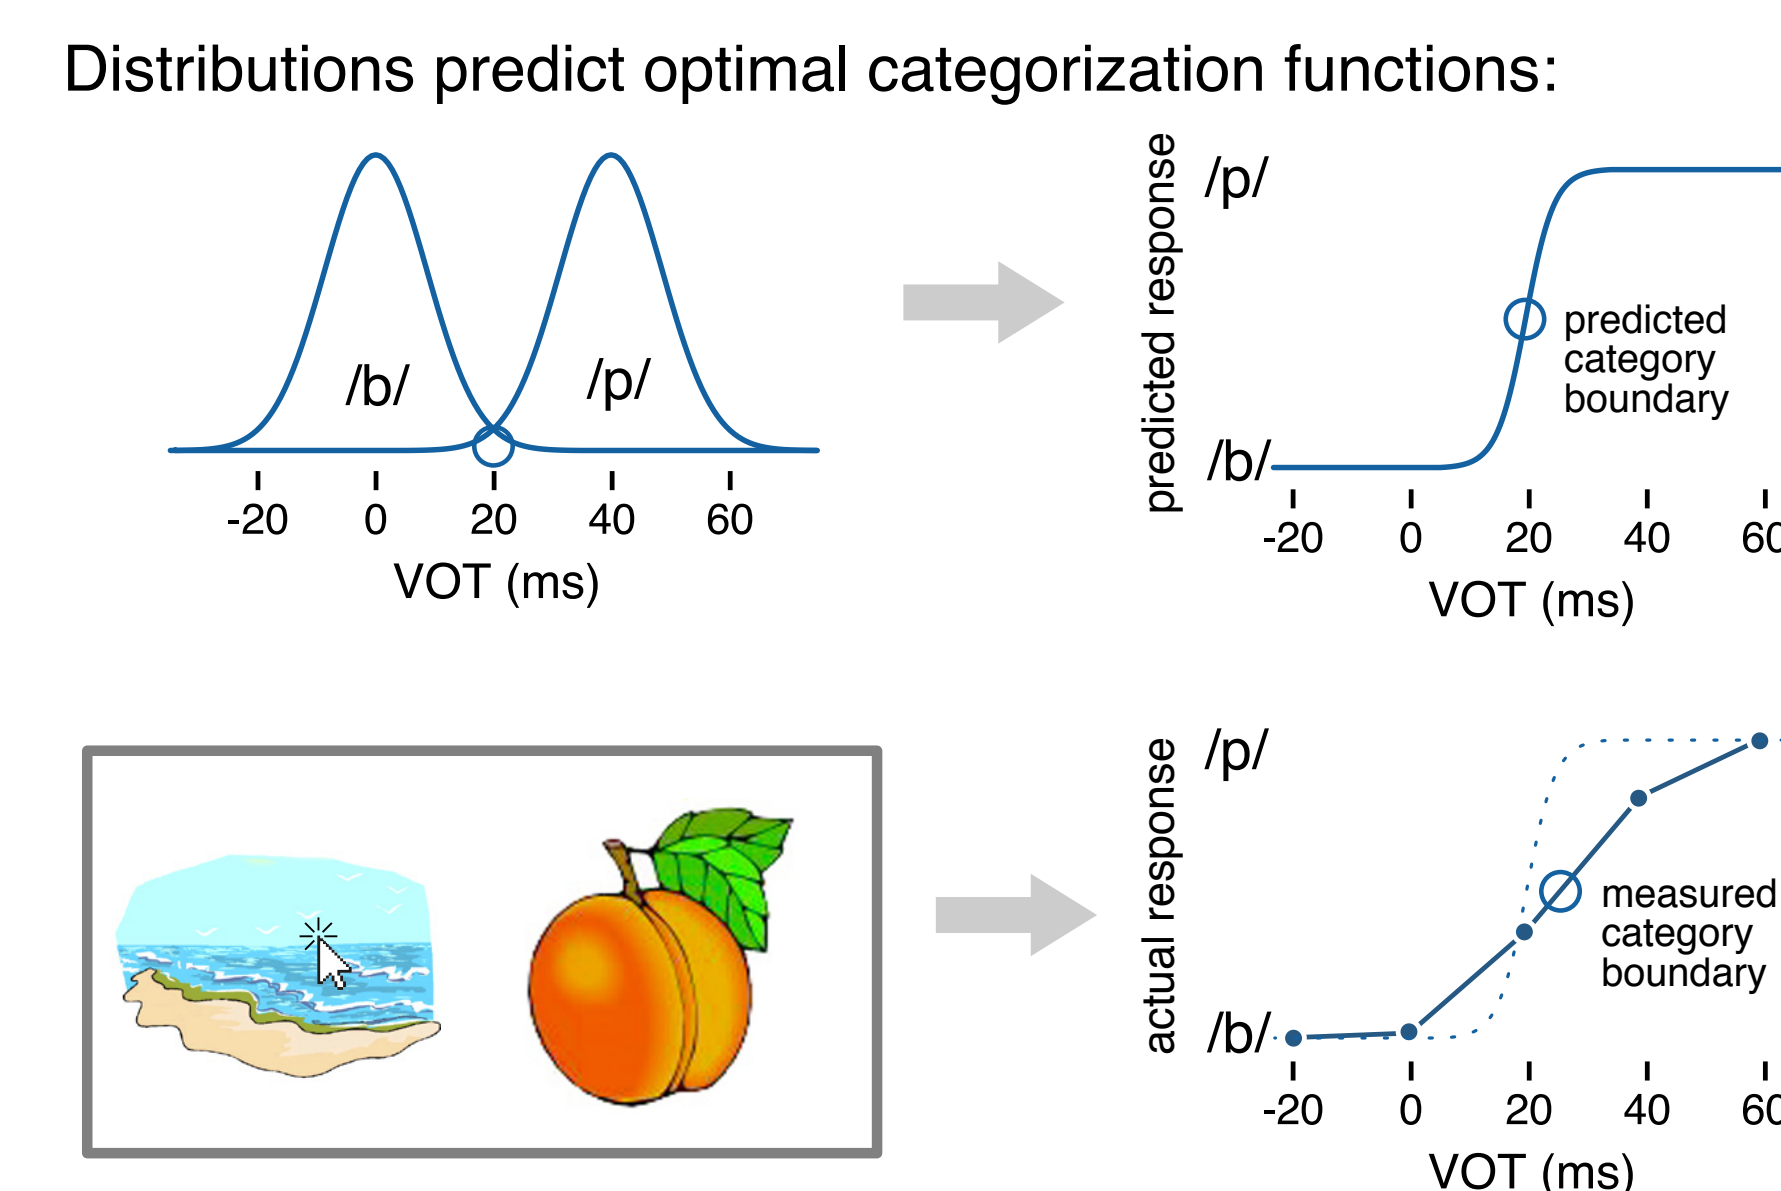 Distributions predict optimal categorization functions:
/b/
/p/
-20 0 20 40 60
VOT (ms)
predicted response
/p/
/b/
predicted
category
boundary
-20 0 20 40 60
VOT (ms)
actual response
/p/
/b/
measured
category
boundary
-20 0 20 40 60
VOT (ms)